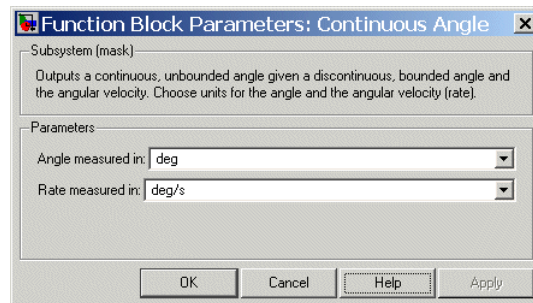 Function Block Parameters: Continuous Angle
Subsystem (mask)
Outputs a continuous, unbounded angle given a discontinuous, bounded angle and
the angular velocity. Choose units for the angle and the angular velocity (rate).
Parameters
Angle measured in: deg
Rate measured in: deg/s
OK Cancel Help Apply